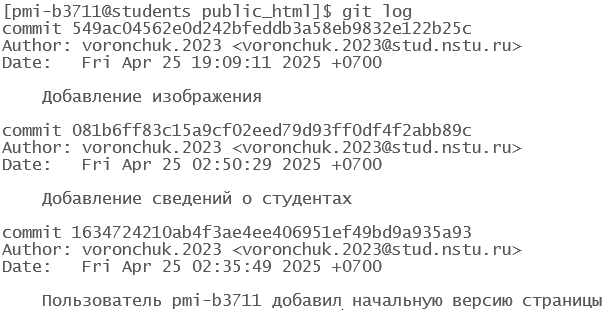 [pmi-b3711@students public_html]$ git log
commit 549ac04562e0d242bfeddb3a58eb9832e122b25c
Author: voronchuk.2023 <voronchuk.2023@stud.nstu.ru>
Date:   Fri Apr 25 19:09:11 2025 +0700
Добавление изображения
commit 081b6ff83c15a9cf02eed79d93ff0df4f2abb89c
Author: voronchuk.2023 <voronchuk.2023@stud.nstu.ru>
Date:   Fri Apr 25 02:50:29 2025 +0700
Добавление сведений о студентах
commit 1634724210ab4f3ae4ee406951ef49bd9a935a93
Author: voronchuk.2023 <voronchuk.2023@stud.nstu.ru>
Date:   Fri Apr 25 02:35:49 2025 +0700
Пользователь pmi-b3711 добавил начальную версию страницы